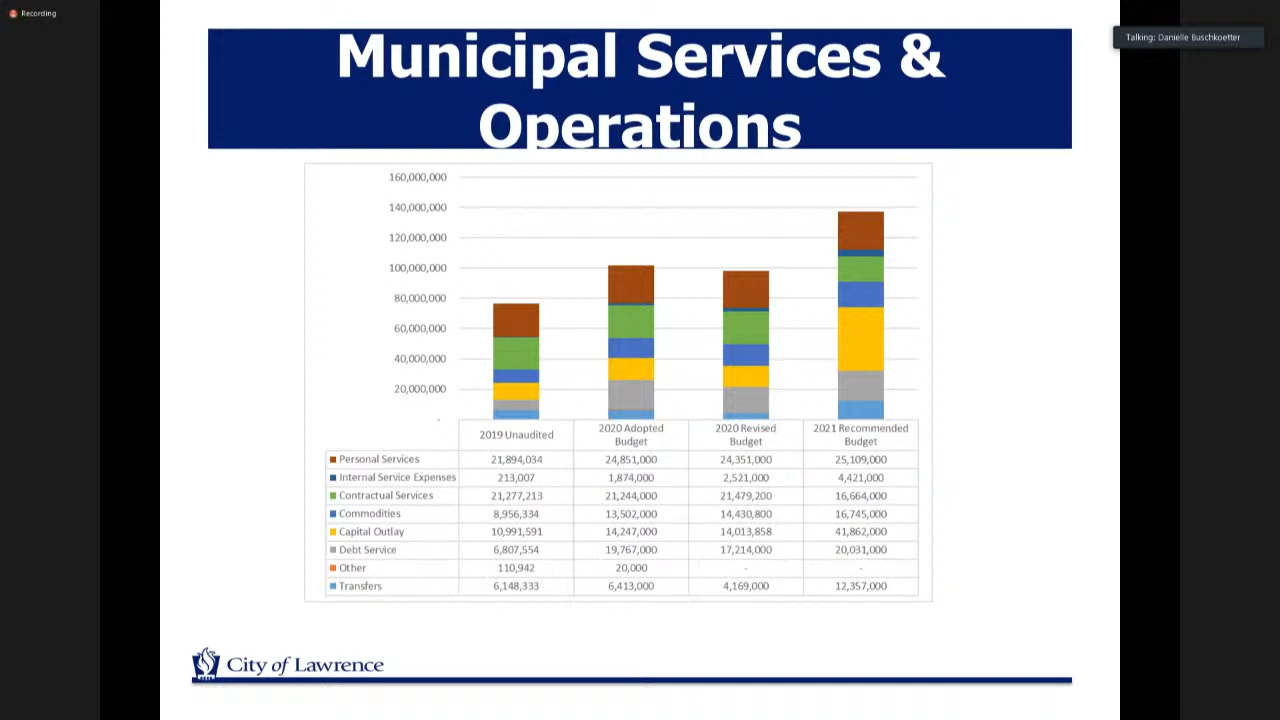 Recording
Talking: Danielle Buschkoetter
Municipal Services &
Operations
160,000,000
140,000,000
120,000,000
100,000,000
80,000,000
60,000,000
40,000,000
20,000,000
-
2019 Unaudited 2020 Adopted Budget 2020 Revised Budget 2021 Recommended Budget
Personal Services 21,894,034 24,851,000 24,351,000 25,109,000
Internal Service Expenses 213,007 1,874,000 2,521,000 4,421,000
Contractual Services 21,277,213 21,244,000 21,479,200 16,664,000
Commodities 8,956,334 13,502,000 14,430,800 16,745,000
Capital Outlay 10,991,591 14,247,000 14,013,858 41,862,000
Debt Service 6,807,554 19,767,000 17,214,000 20,031,000
Other 110,942 20,000 - -
Transfers 6,148,333 6,413,000 4,169,000 12,357,000
City of Lawrence